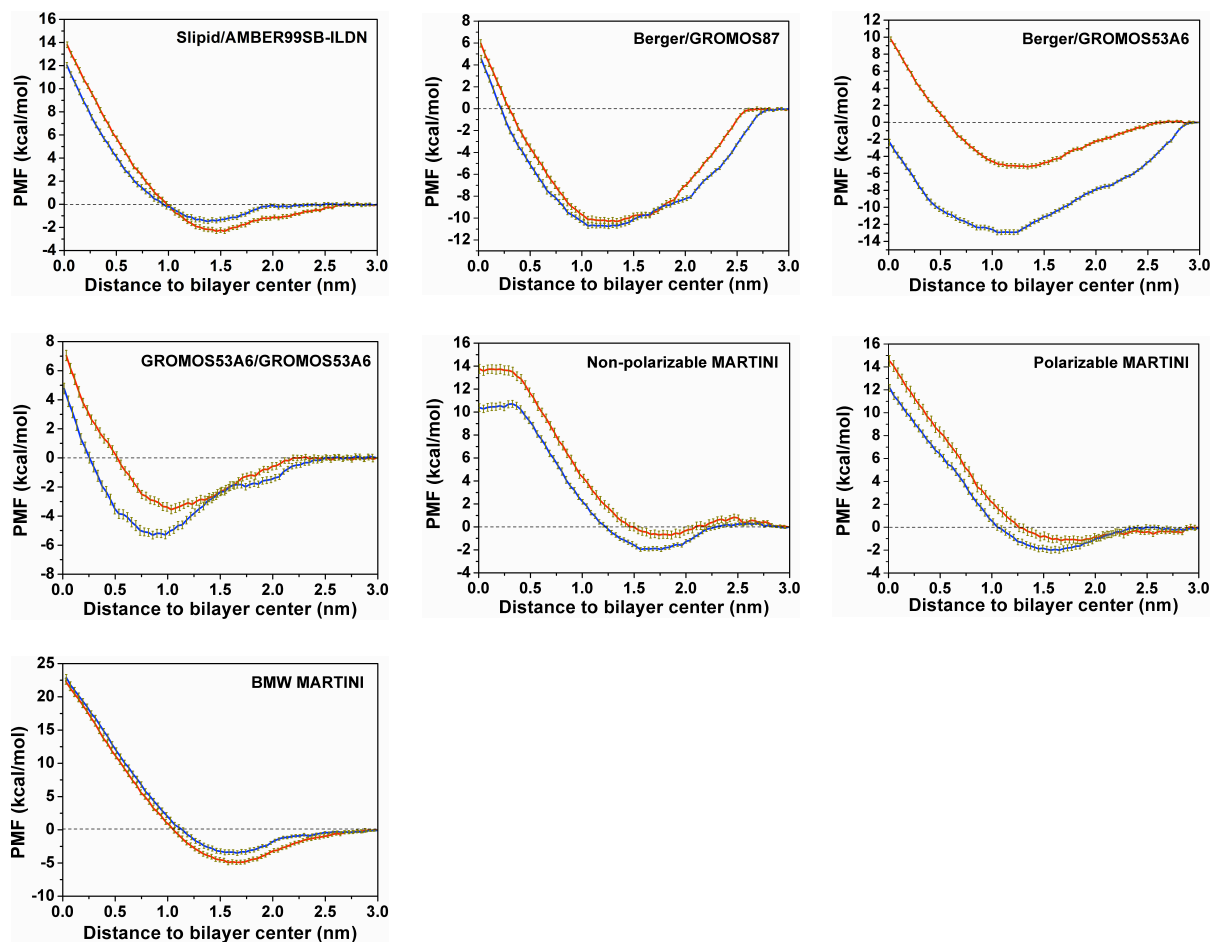 Slipid/AMBER99SB-ILDN
PMF (kcal/mol)
16
14
12
10
8
6
4
2
0
-2
-4
0.0 0.5 1.0 1.5 2.0 2.5 3.0
Distance to bilayer center (nm)
Berger/GROMOS87
PMF (kcal/mol)
8
6
4
2
0
-2
-4
-6
-8
-10
-12
0.0 0.5 1.0 1.5 2.0 2.5 3.0
Distance to bilayer center (nm)
Berger/GROMOS53A6
PMF (kcal/mol)
12
10
8
6
4
2
0
-2
-4
-6
-8
-10
-12
-14
0.0 0.5 1.0 1.5 2.0 2.5 3.0
Distance to bilayer center (nm)
GROMOS53A6/GROMOS53A6
PMF (kcal/mol)
8
6
4
2
0
-2
-4
-6
8
0.0 0.5 1.0 1.5 2.0 2.5 3.0
Distance to bilayer center (nm)
Non-polarizable MARTINI
PMF (kcal/mol)
16
14
12
10
8
6
4
2
0
-2
-4
0.0 0.5 1.0 1.5 2.0 2.5 3.0
Distance to bilayer center (nm)
Polarizable MARTINI
PMF (kcal/mol)
16
14
12
10
8
6
4
2
0
-2
-4
0.0 0.5 1.0 1.5 2.0 2.5 3.0
Distance to bilayer center (nm)
BMW MARTINI
PMF (kcal/mol)
25
20
15
10
5
0
-5
-10
0.0 0.5 1.0 1.5 2.0 2.5 3.0
Distance to bilayer center (nm)